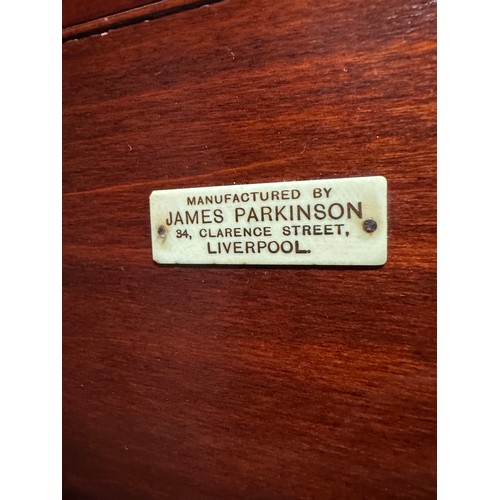 MANUFACTURED BY
JAMES PARKINSON
34, CLARENCE STREET,
LIVERPOOL.